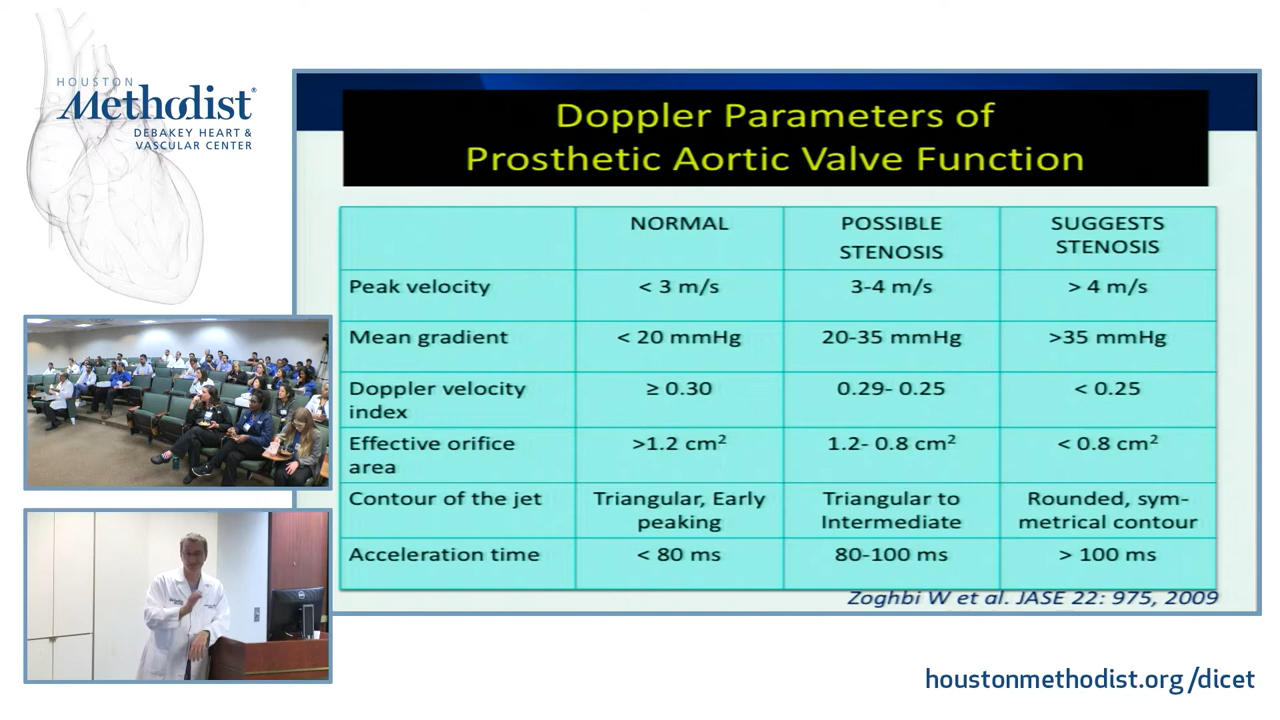 HOUSTON
Methodist®
DEBAKEY HEART &
VASCULAR CENTER
Doppler Parameters of
Prosthetic Aortic Valve Function
NORMAL
POSSIBLE
STENOSIS
SUGGESTS
STENOSIS
Peak velocity
< 3 m/s
3-4 m/s
> 4 m/s
Mean gradient
< 20 mmHg
20-35 mmHg
>35 mmHg
Doppler velocity
index
≥ 0.30
0.29- 0.25
< 0.25
Effective orifice
area
>1.2 cm²
1.2- 0.8 cm²
< 0.8 cm²
Contour of the jet
Triangular, Early
peaking
Triangular to
Intermediate
Rounded, sym-
metrical contour
Acceleration time
< 80 ms
80-100 ms
> 100 ms
Zoghbi W et al. JASE 22: 975, 2009
houstonmethodist.org/dicet